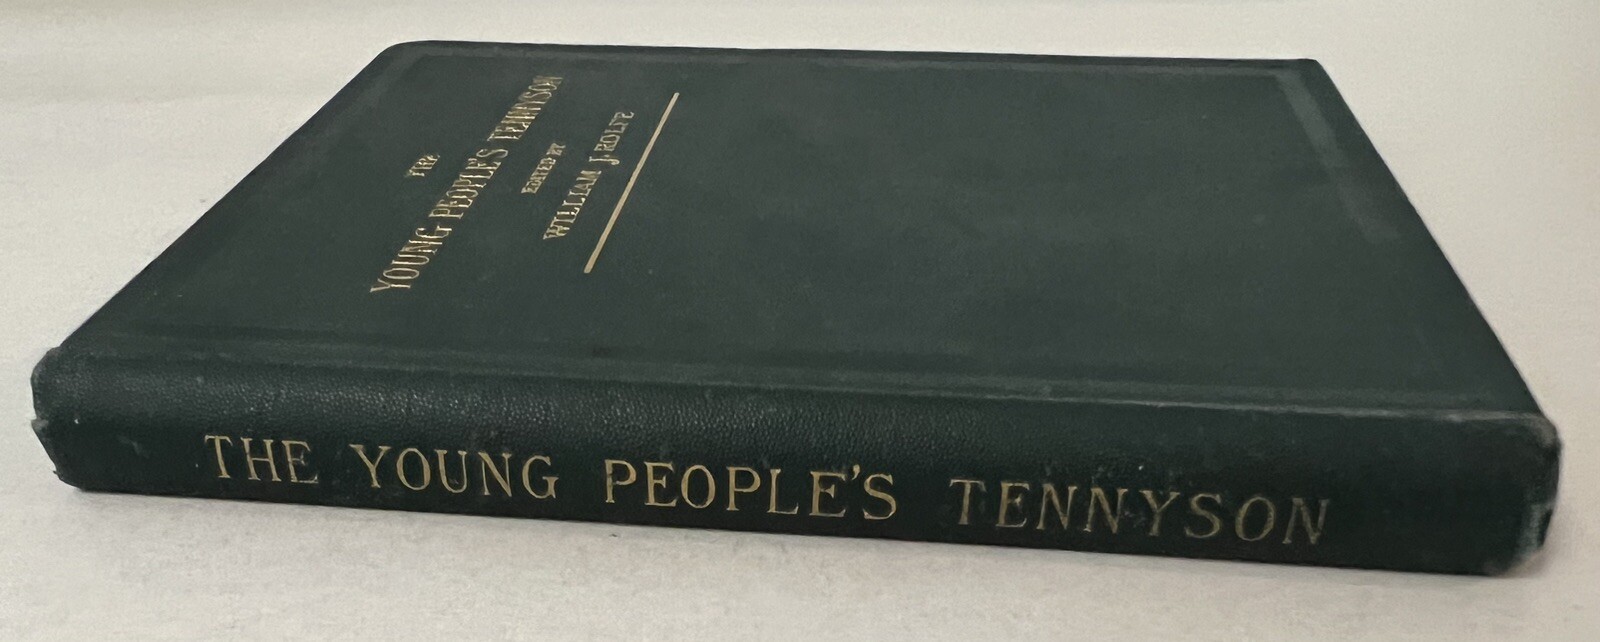 THE
YOUNG PEOPLE'S TENNYSON
EDITED BY
WILLIAM J. ROLFE
THE YOUNG PEOPLE'S TENNYSON